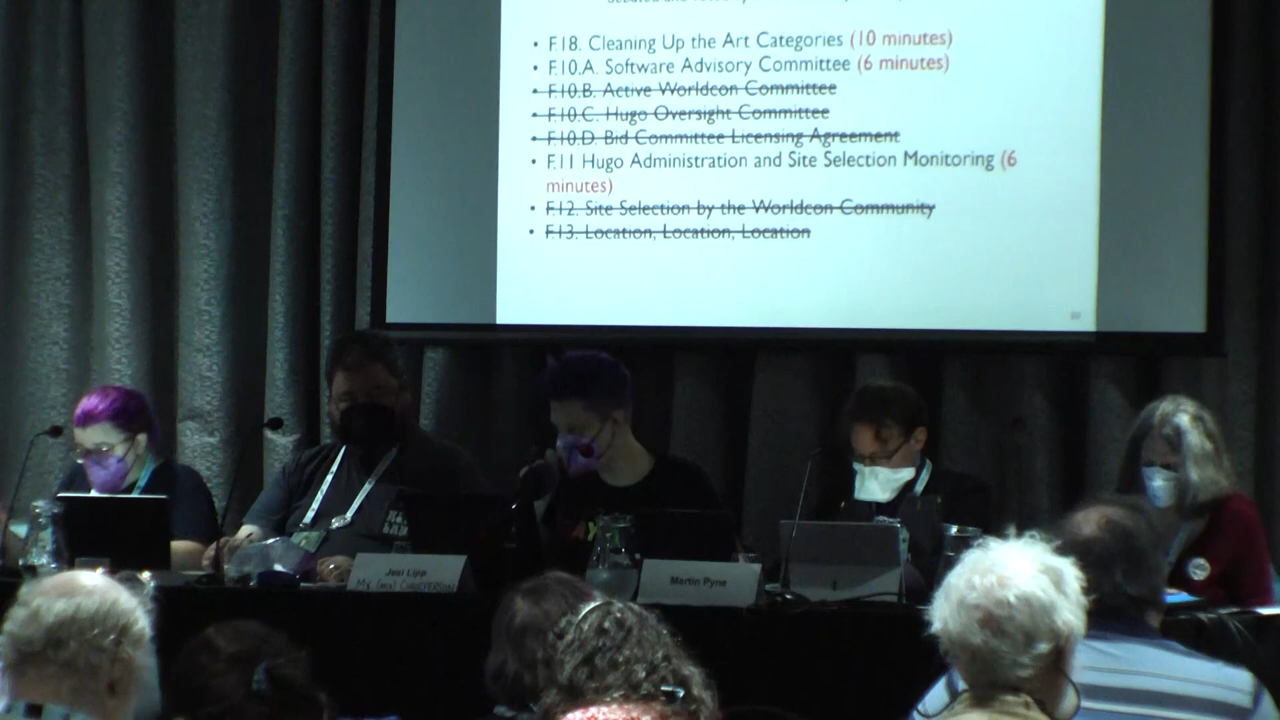 • F.18. Cleaning Up the Art Categories (10 minutes)
• F.10.A. Software Advisory Committee (6 minutes)
• F.10.B. Active Worldcon Committee
• F.10.C. Hugo Oversight Committee
• F.10.D. Bid Committee Licensing Agreement
• F.11 Hugo Administration and Site Selection Monitoring (6
minutes)
• F.12. Site Selection by the Worldcon Community
• F.13. Location, Location, Location
Jesi Lipp
Martin Pyne